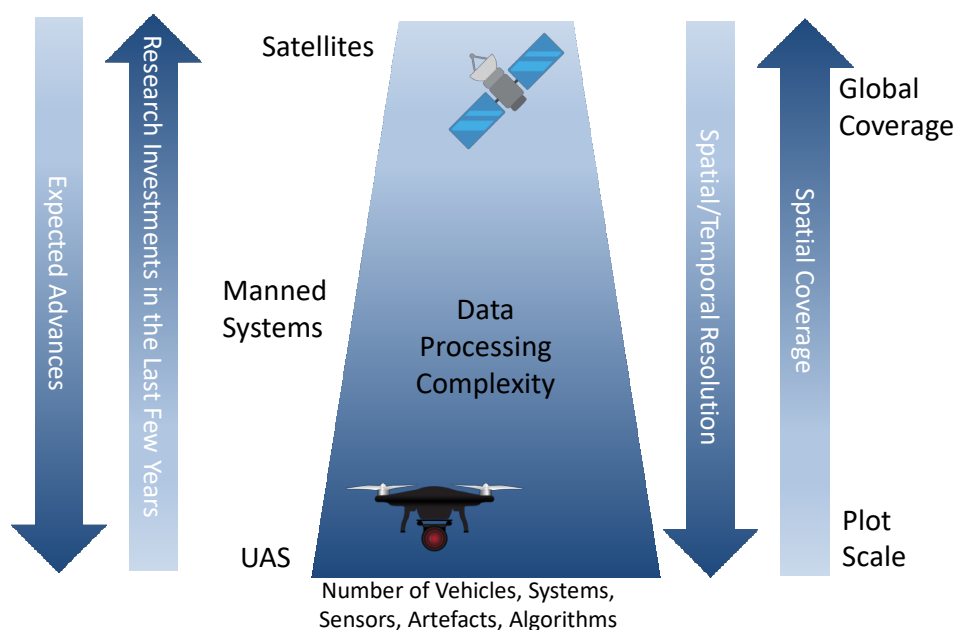 Satellites
Global
Coverage
Expected Advances
Research Investments in the Last Few Years
Manned
Systems
Data
Processing
Complexity
Spatial/Temporal Resolution
Spatial Coverage
UAS
Plot
Scale
Number of Vehicles, Systems,
Sensors, Artefacts, Algorithms